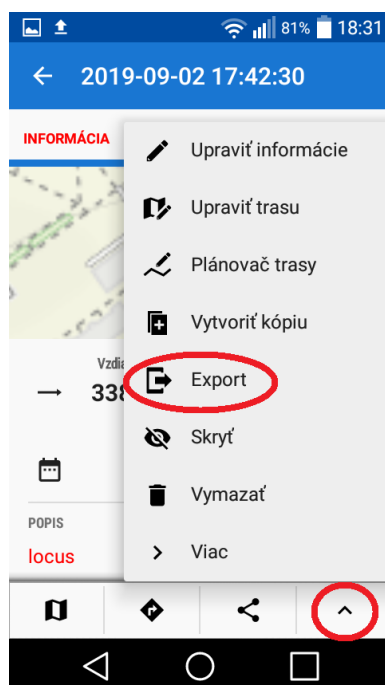 81% 18:31
2019-09-02 17:42:30
INFORMÁCIA
Upraviť informácie
Upraviť trasu
Plánovač trasy
Vytvoriť kópiu
Vzdia
338
Export
Skryť
Vymazať
POPIS
locus
Viac